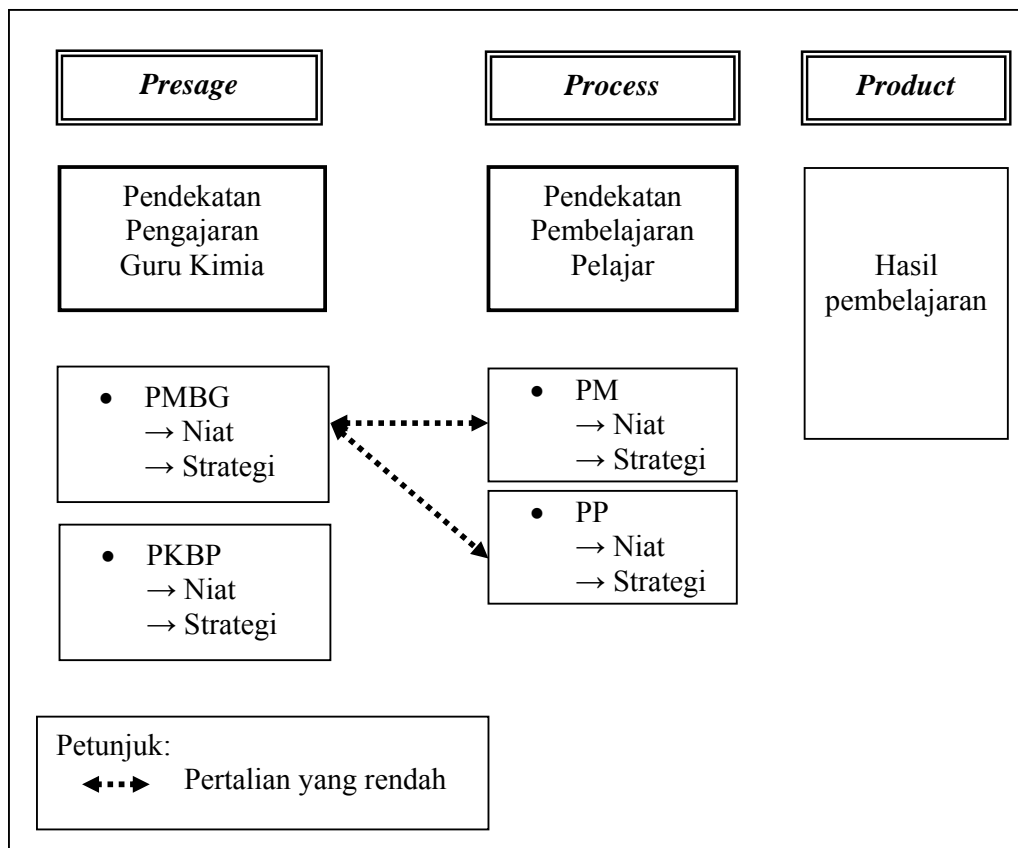 Presage
Process
Product
Pendekatan
Pengajaran
Guru Kimia
Pendekatan
Pembelajaran
Pelajar
Hasil
pembelajaran
• PMBG
→ Niat
→ Strategi
• PKBP
→ Niat
→ Strategi
• PM
→ Niat
→ Strategi
• PP
→ Niat
→ Strategi
Petunjuk:
Pertalian yang rendah